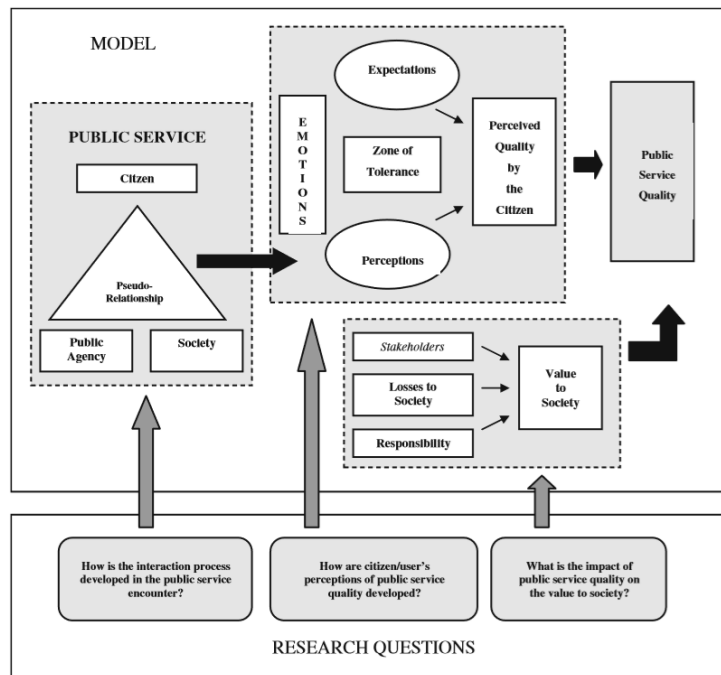 MODEL
PUBLIC SERVICE
Citzen
Pseudo-
Relationship
Public
Agency
Society
E
M
O
T
I
O
N
S
Expectations
Zone of
Tolerance
Perceptions
Perceived
Quality
by
the
Citizen
Public
Service
Quality
Stakeholders
Losses to
Society
Responsibility
Value
to
Society
How is the interaction process
developed in the public service
encounter?
How are citizen/user's
perceptions of public service
quality developed?
What is the impact of
public service quality on
the value to society?
RESEARCH QUESTIONS